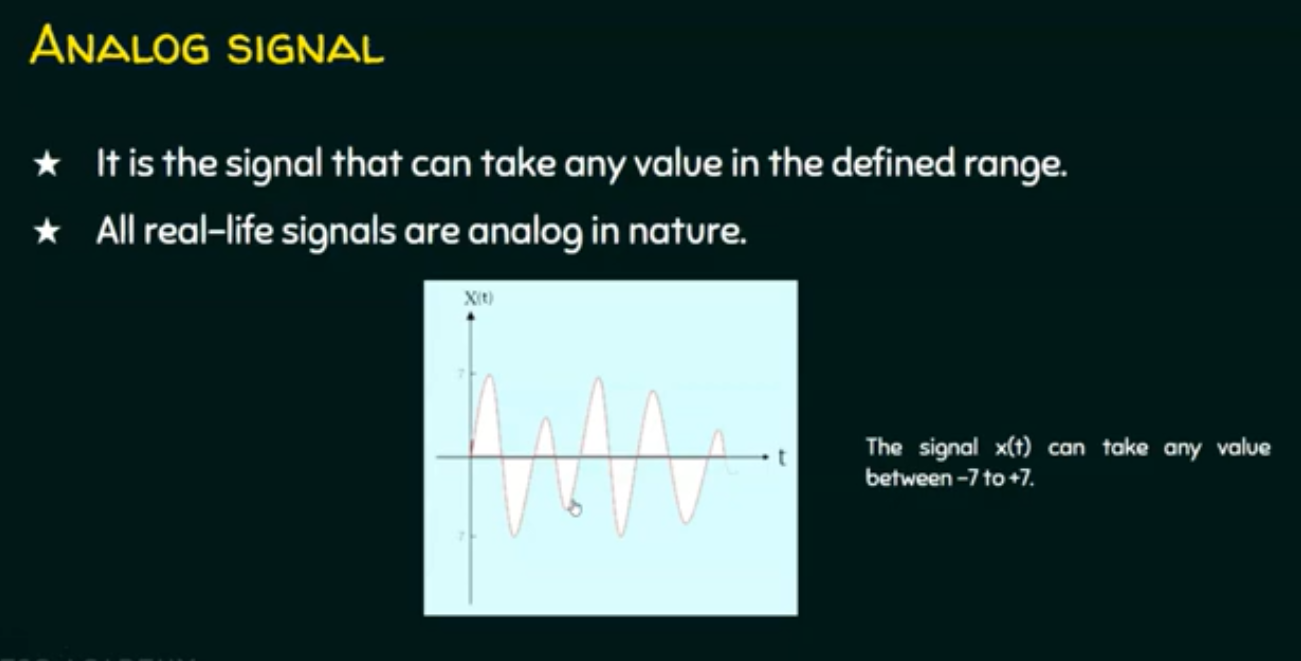 ANALOG SIGNAL
★ It is the signal that can take any value in the defined range.
★ All real-life signals are analog in nature.
X(t)
7
t
7
The signal x(t) can take any value
between -7 to +7.